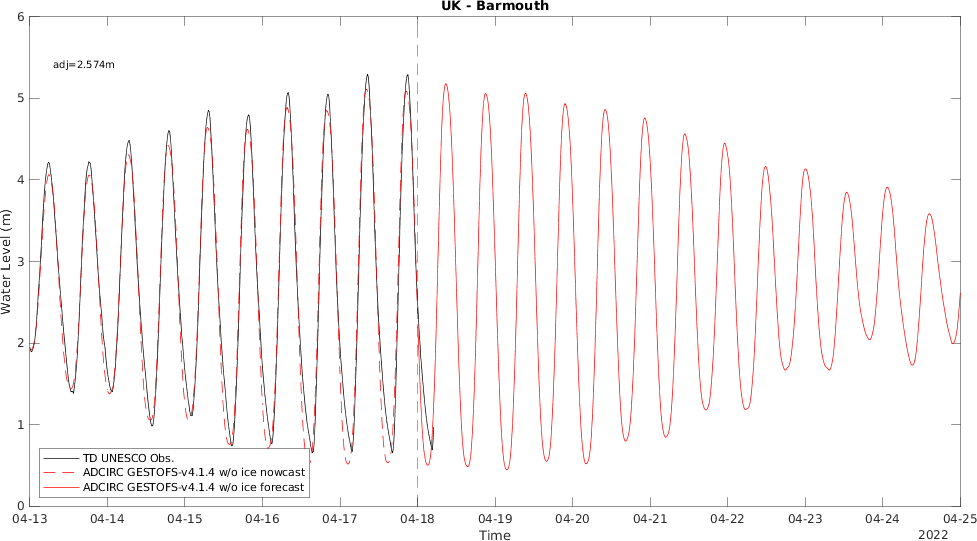 UK - Barmouth
6
adj=2.574m
5
4
3
2
1
0
Water Level (m)
TD UNESCO Obs.
ADCIRC GESTOFS-v4.1.4 w/o ice nowcast
ADCIRC GESTOFS-v4.1.4 w/o ice forecast
04-13 04-14 04-15 04-16 04-17 04-18 04-19 04-20 04-21 04-22 04-23 04-24 04-25
Time
2022